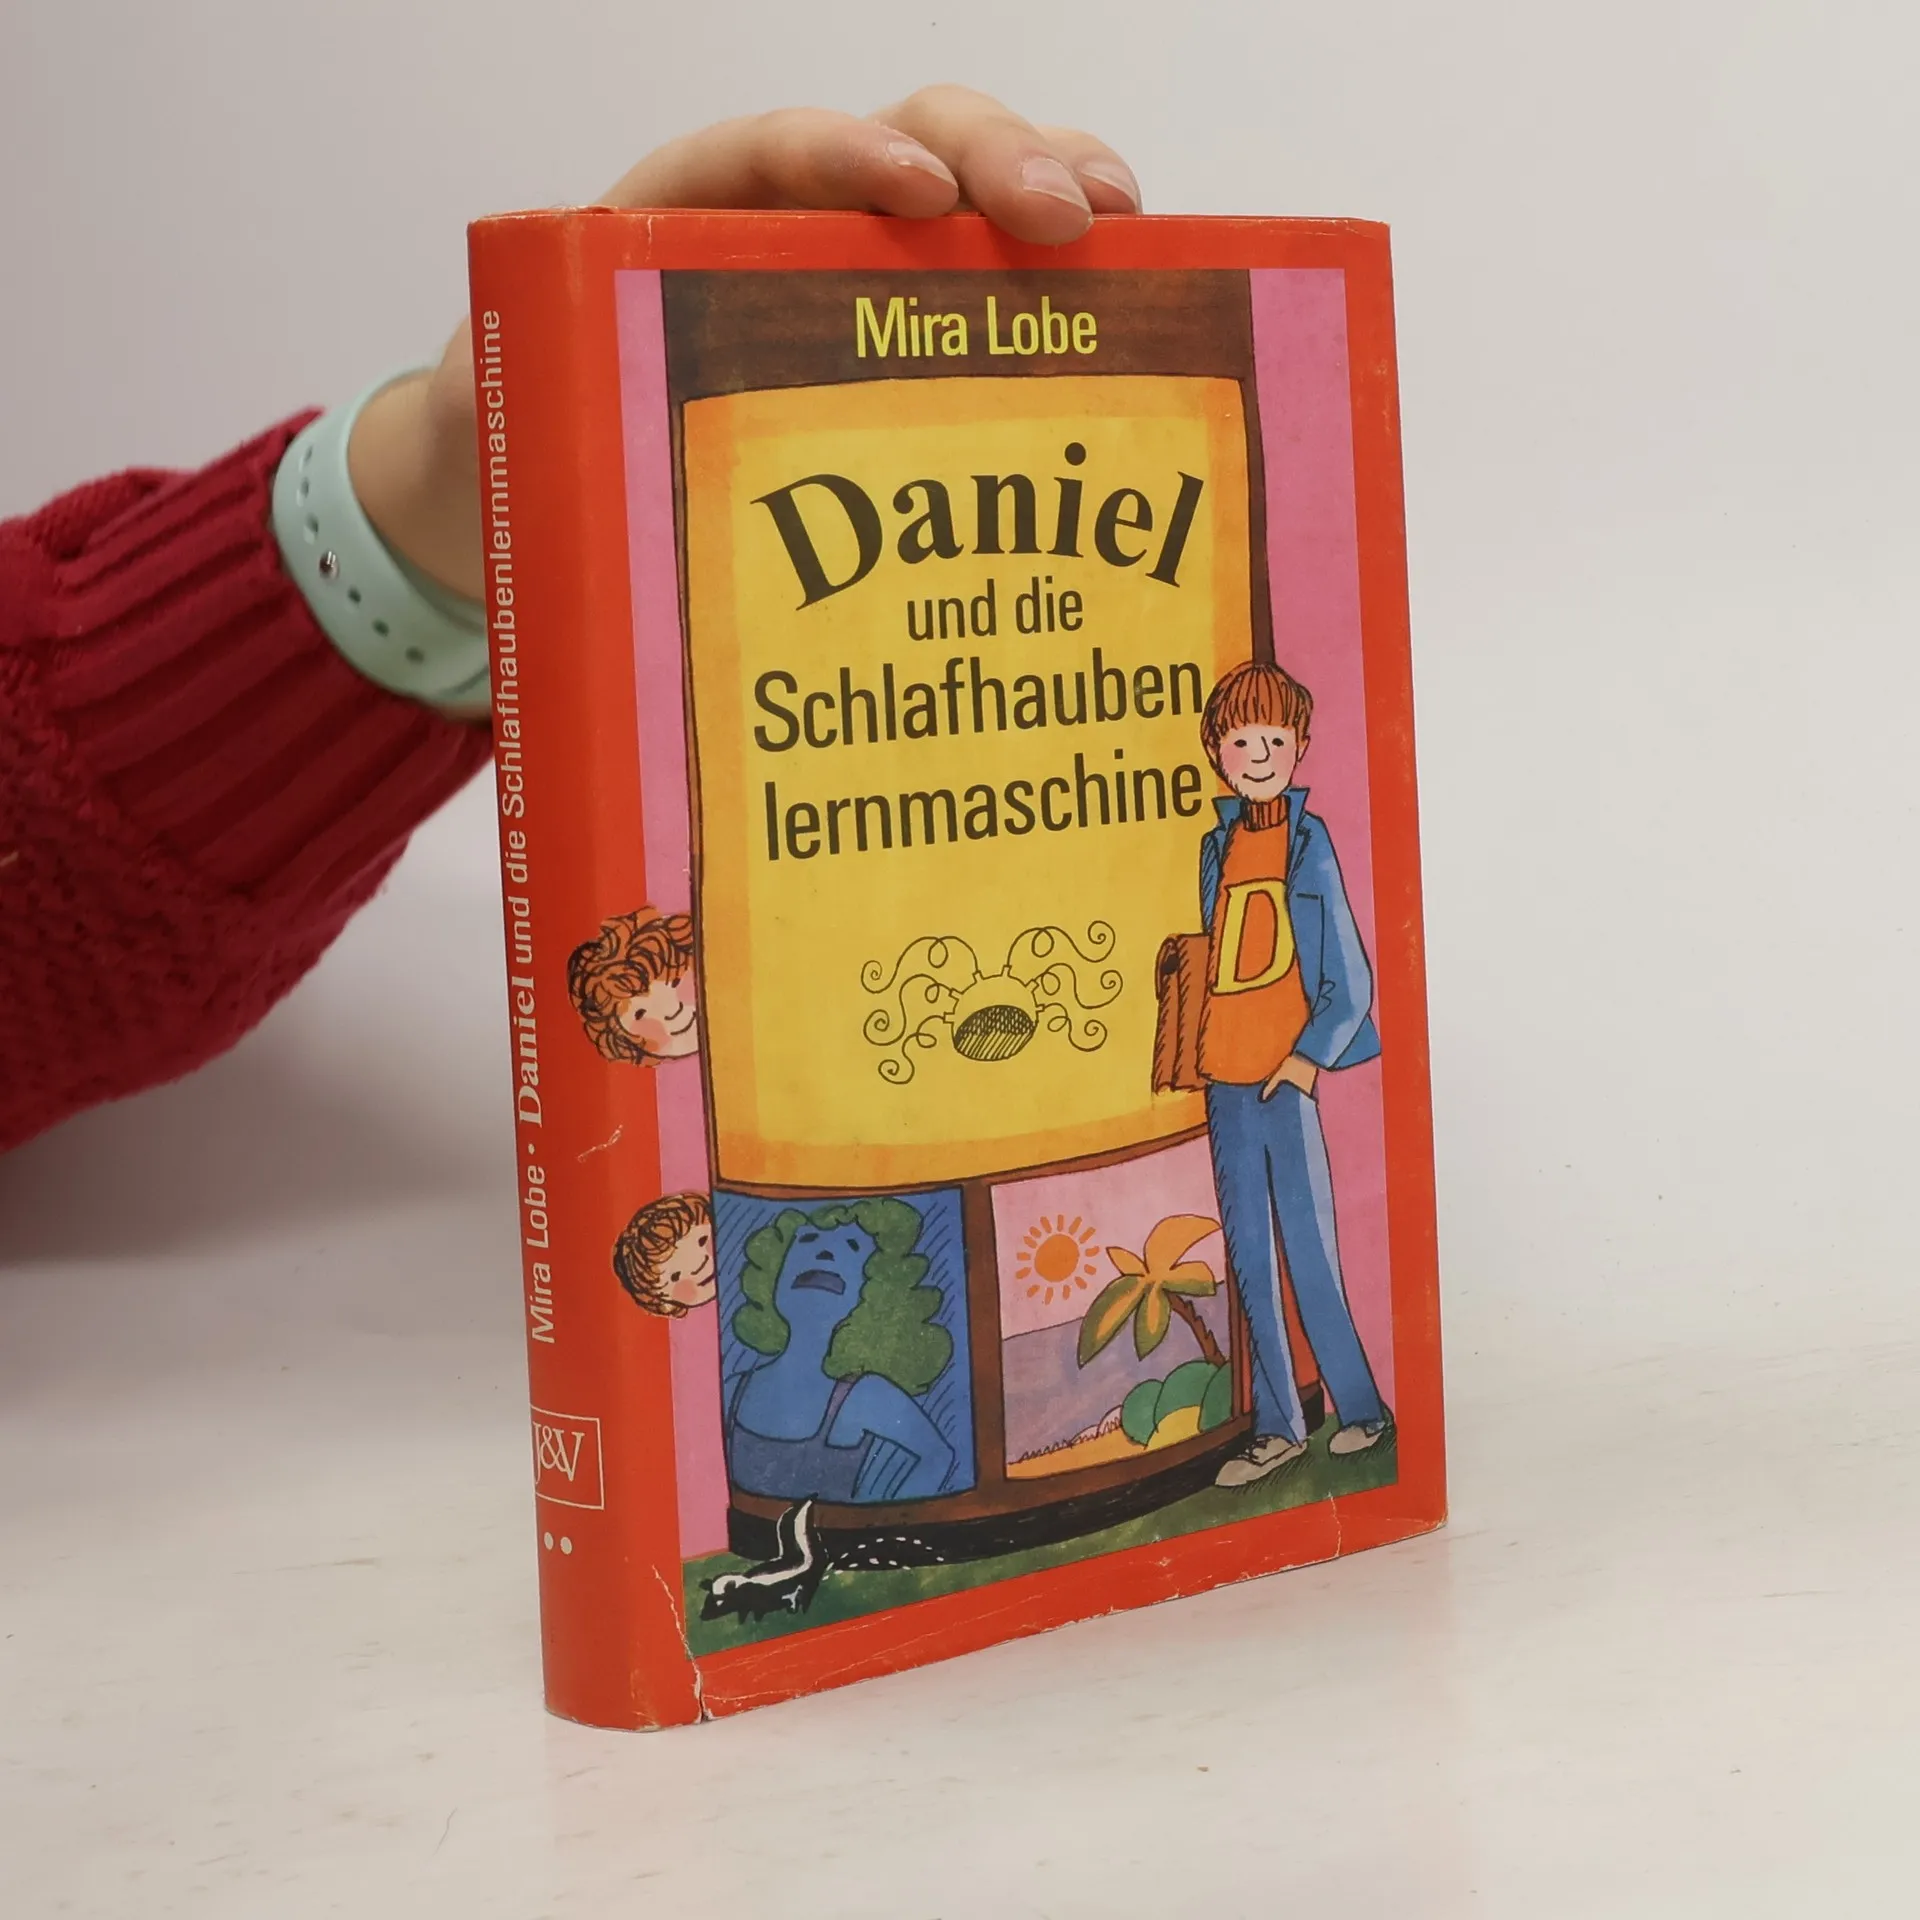 Mira Lobe
Daniel
und die
Schlafhauben
lernmaschine
D
Mira Lobe · Daniel und die Schlafhaubenlernmaschine
J&V